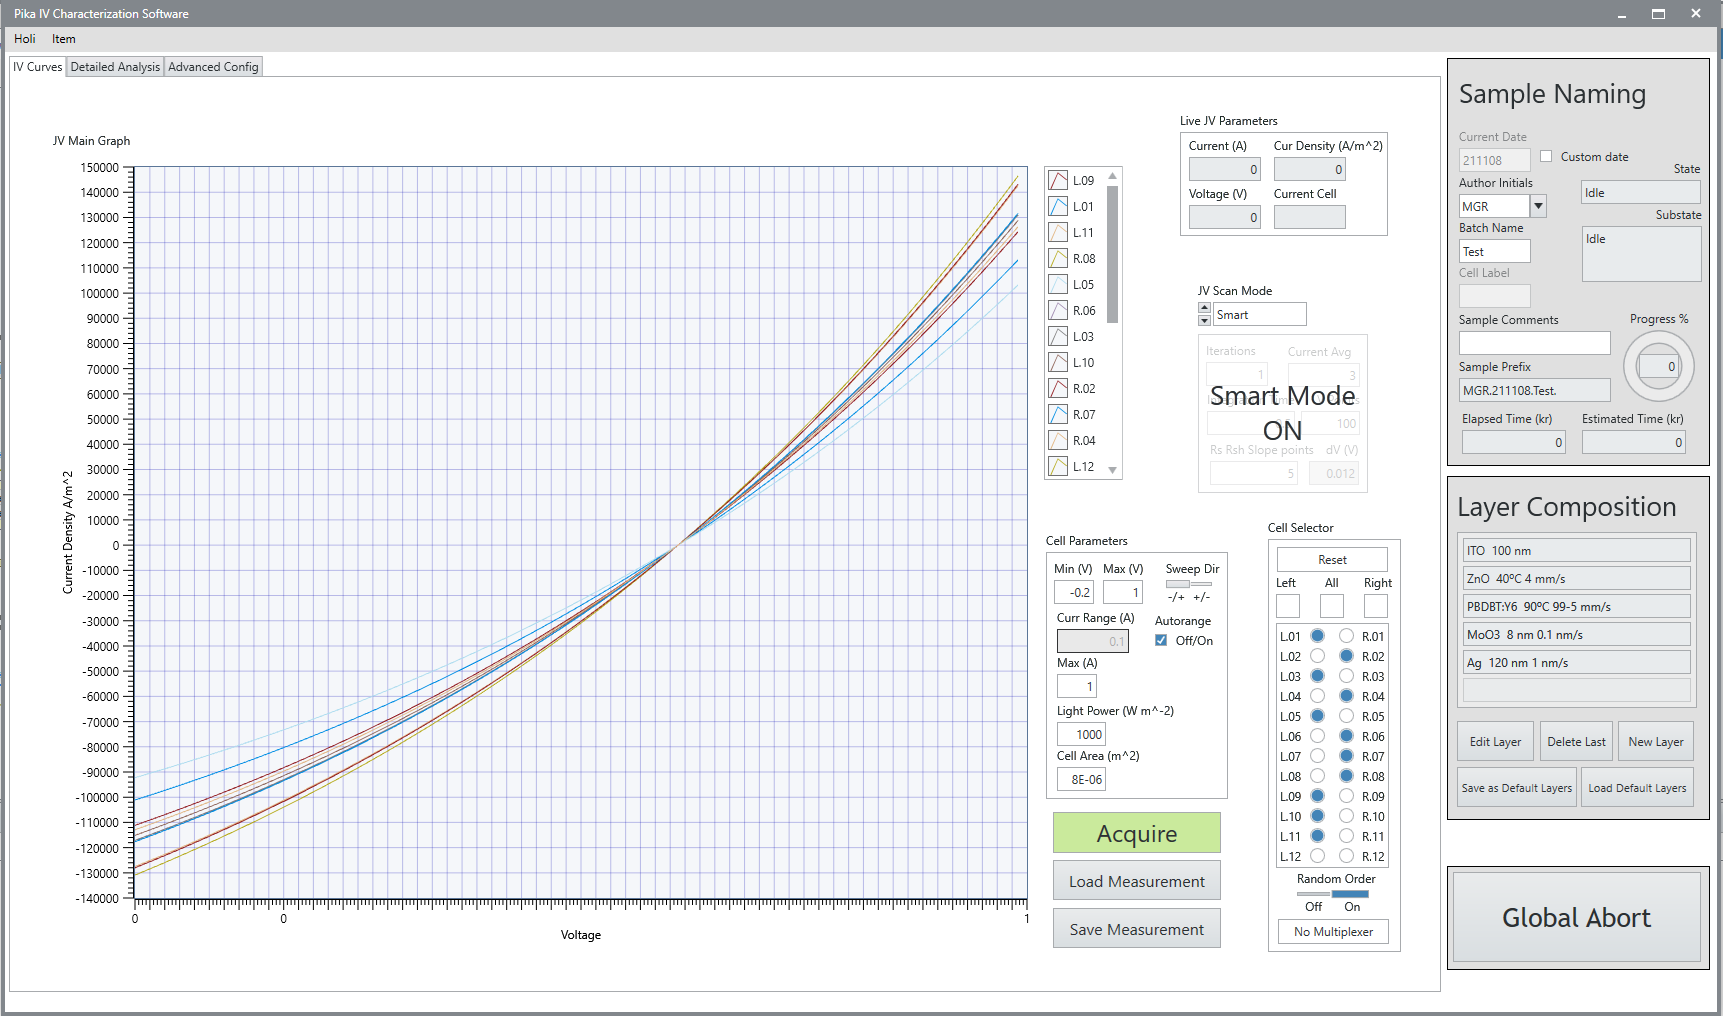 Pika IV Characterization Software
Holi Item
IV Curves Detailed Analysis Advanced Config
JV Main Graph
150000
140000
130000
120000
110000
100000
90000
80000
70000
60000
50000
40000
30000
20000
10000
0
-10000
-20000
-30000
-40000
-50000
-60000
-70000
-80000
-90000
-100000
-110000
-120000
-130000
-140000
Current Density A/m^2
0 0 1
Voltage
L.09
L.01
L.11
R.08
L.05
R.06
L.03
L.10
R.02
R.07
R.04
L.12
Live JV Parameters
Current (A) Cur Density (A/m^2)
0 0
Voltage (V) Current Cell
0
JV Scan Mode
Smart
Iterations Current Avg
1 3
Smart Mode
ON
100
Rs Rsh Slope points dV (V)
5 0.012
Cell Parameters
Min (V) Max (V) Sweep Dir
-0.2 1
-/+ +/-
Curr Range (A) Autorange
0.1 Off/On
Max (A)
1
Light Power (W m^-2)
1000
Cell Area (m^2)
8E-06
Acquire
Load Measurement
Save Measurement
Cell Selector
Reset
Left All Right
L.01 R.01
L.02 R.02
L.03 R.03
L.04 R.04
L.05 R.05
L.06 R.06
L.07 R.07
L.08 R.08
L.09 R.09
L.10 R.10
L.11 R.11
L.12 R.12
Random Order
Off On
No Multiplexer
Sample Naming
Current Date
211108 Custom date
State
Author Initials
MGR Idle
Substate
Batch Name
Test Idle
Cell Label
Sample Comments Progress %
0
Sample Prefix
MGR.211108.Test.
Elapsed Time (kr) Estimated Time (kr)
0 0
Layer Composition
ITO 100 nm
ZnO 40ºC 4 mm/s
PBDBT:Y6 90ºC 99-5 mm/s
MoO3 8 nm 0.1 nm/s
Ag 120 nm 1 nm/s
Edit Layer Delete Last New Layer
Save as Default Layers Load Default Layers
Global Abort